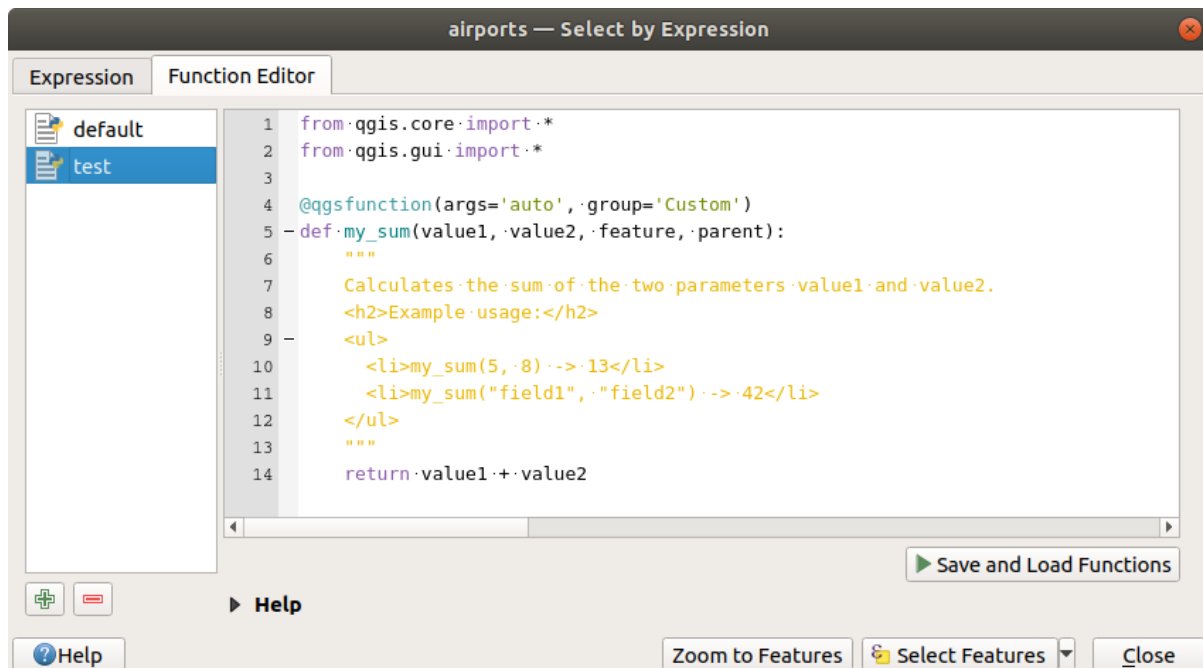 airports — Select by Expression
Expression
Function Editor
default
test
1 from qgis.core import *
2 from qgis.gui import *
3
4 @qgsfunction(args='auto', group='Custom')
5 def my_sum(value1, value2, feature, parent):
6     """
7     Calculates the sum of the two parameters value1 and value2.
8     <h2>Example usage:</h2>
9     <ul>
10       <li>my_sum(5, 8) -> 13</li>
11       <li>my_sum("field1", "field2") -> 42</li>
12     </ul>
13     """
14     return value1 + value2
Save and Load Functions
Help
Help
Zoom to Features
Select Features
Close